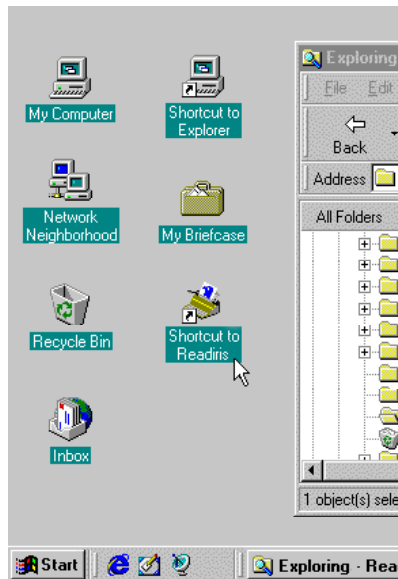 My Computer
Shortcut to
Explorer
Network
Neighborhood
My Briefcase
Recycle Bin
Shortcut to
Readiris
Inbox
Exploring
File Edit
Back
Address
All Folders
1 object(s) sele
Start
Exploring - Rea